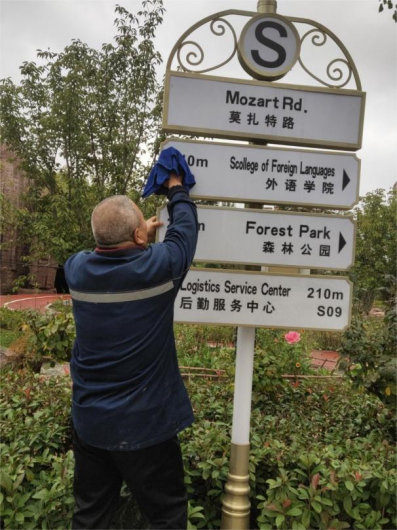 S
Mozart Rd.
莫扎特路
0m Scollege of Foreign Languages
外语学院
m Forest Park
森林公园
Logistics Service Center 210m
后勤服务中心 S09